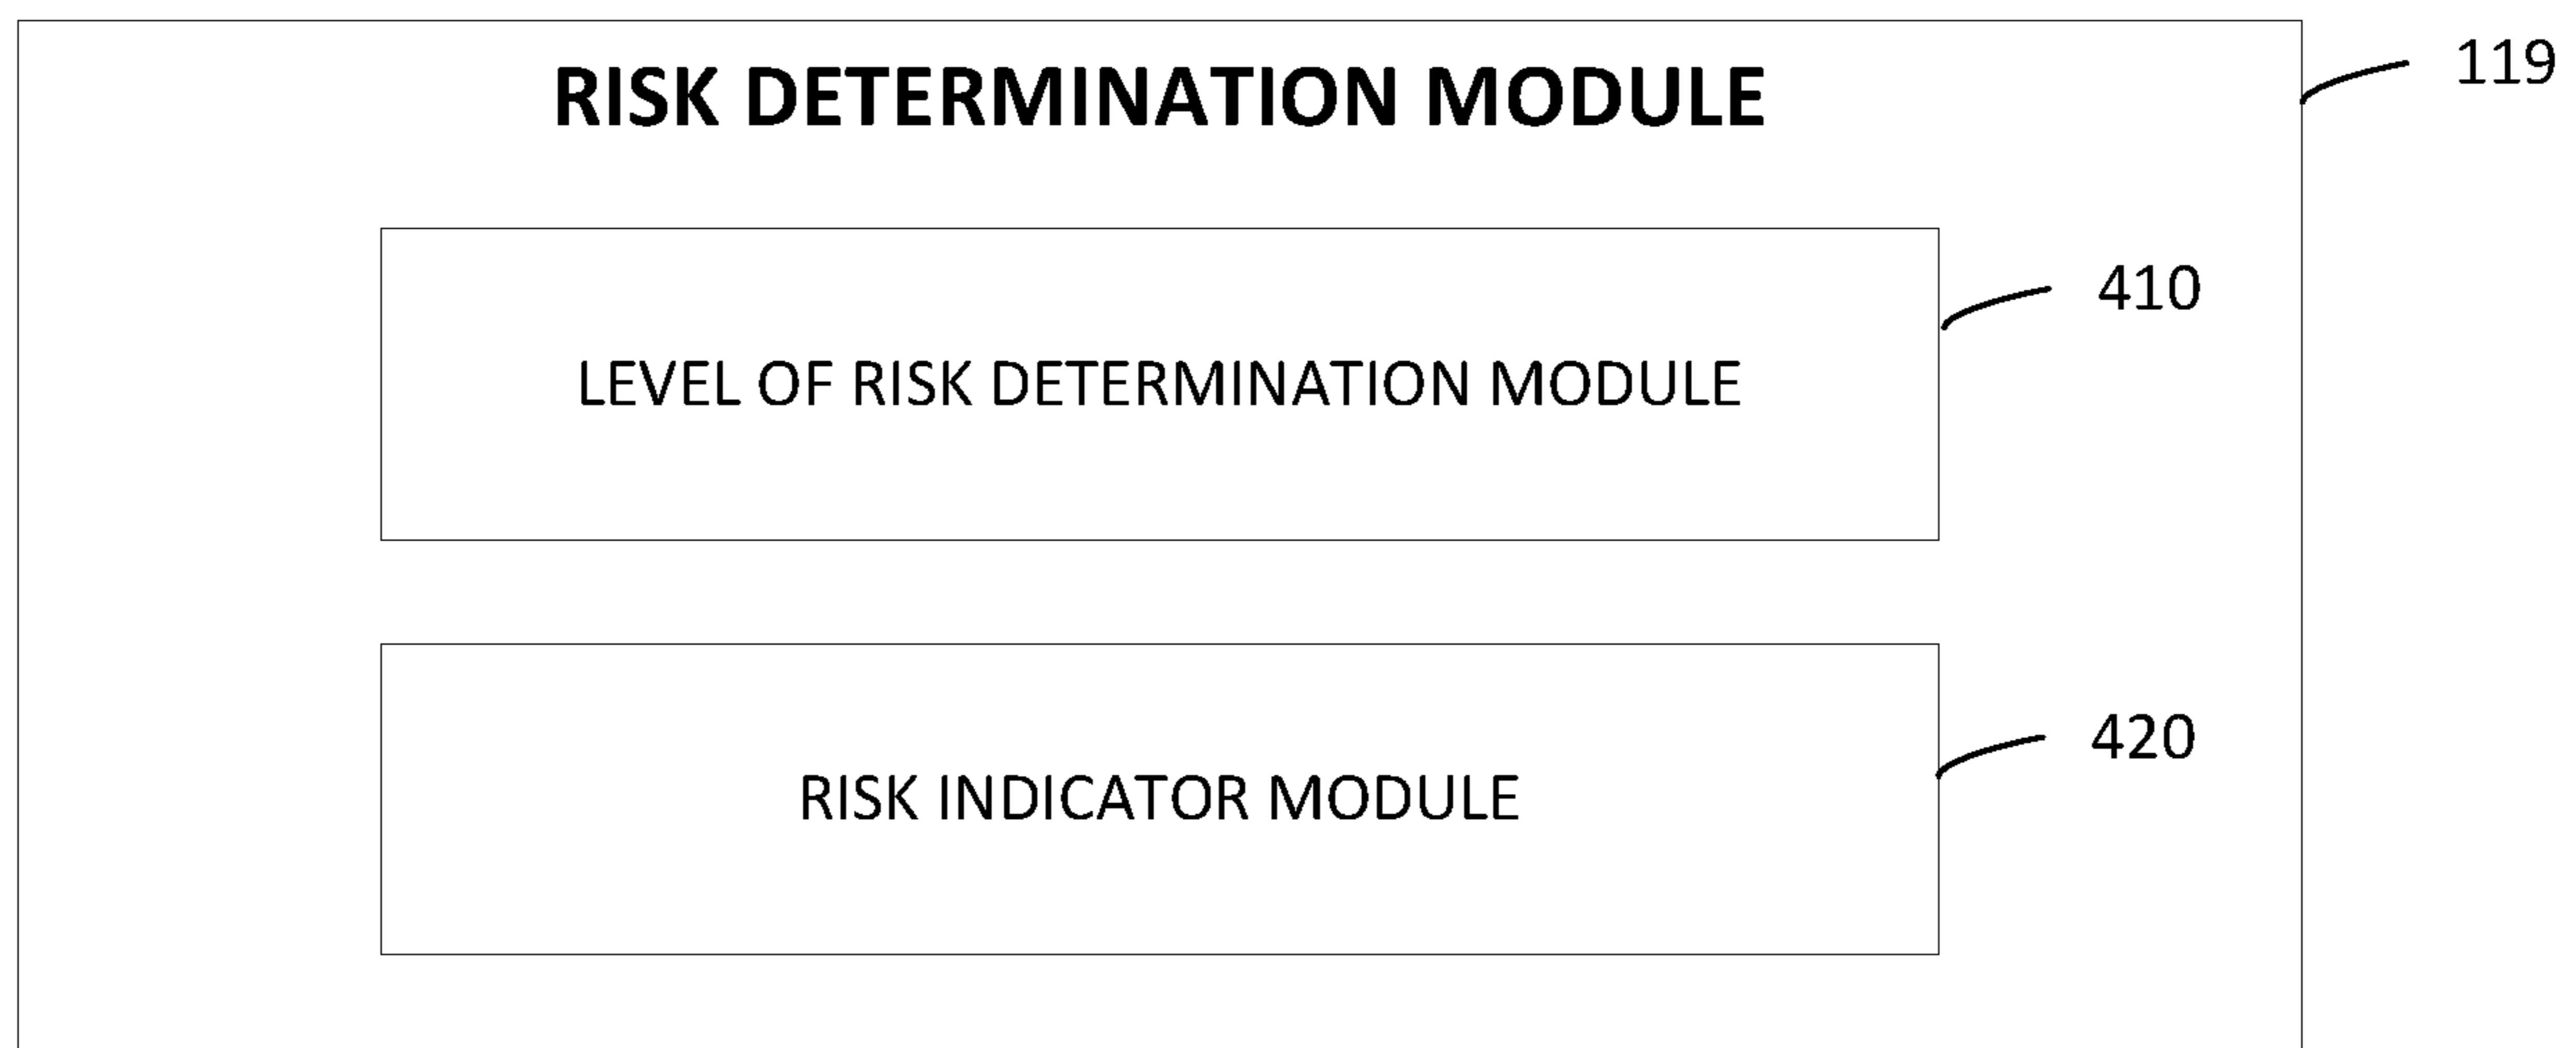 RISK DETERMINATION MODULE
119
LEVEL OF RISK DETERMINATION MODULE
410
RISK INDICATOR MODULE
420